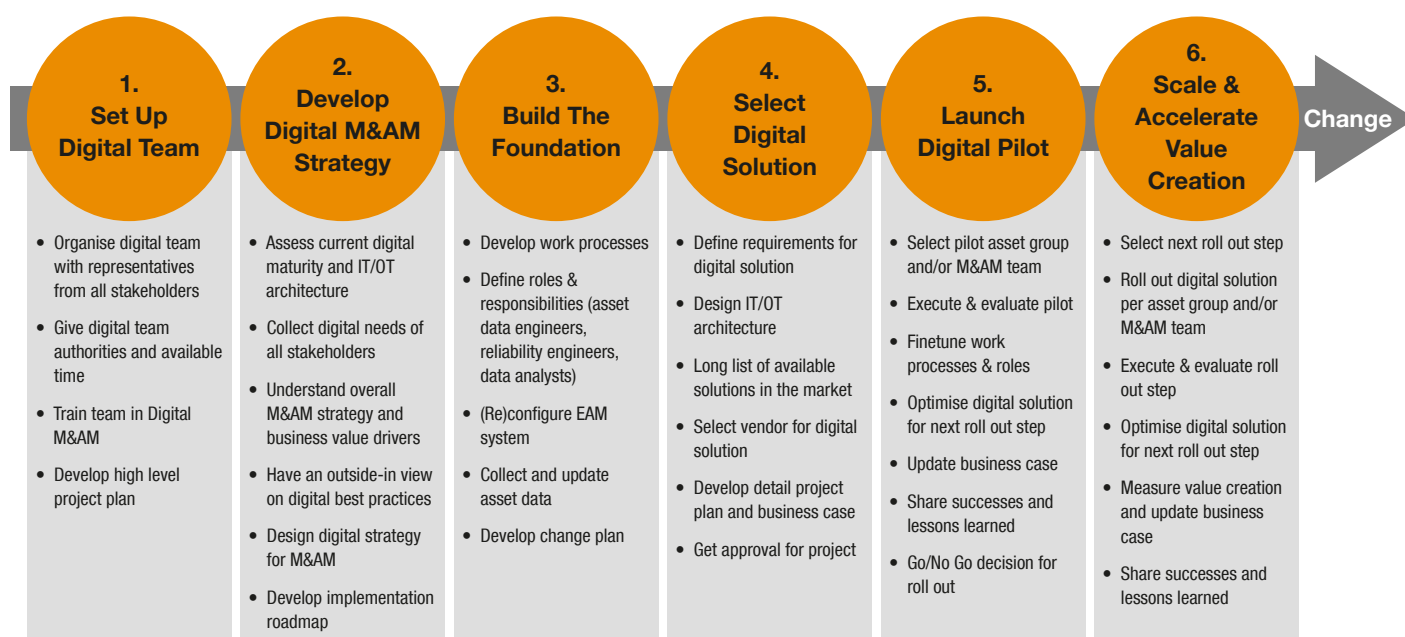 1.
Set Up
Digital Team
2.
Develop
Digital M&AM
Strategy
3.
Build The
Foundation
4.
Select
Digital
Solution
5.
Launch
Digital Pilot
6.
Scale &
Accelerate
Value
Creation
Change
• Organise digital team
with representatives
from all stakeholders
• Give digital team
authorities and available
time
• Train team in Digital
M&AM
• Develop high level
project plan
• Assess current digital
maturity and IT/OT
architecture
• Collect digital needs of
all stakeholders
• Understand overall
M&AM strategy and
business value drivers
• Have an outside-in view
on digital best practices
• Design digital strategy
for M&AM
• Develop implementation
roadmap
• Develop work processes
• Define roles &
responsibilities (asset
data engineers,
reliability engineers,
data analysts)
• (Re)configure EAM
system
• Collect and update
asset data
• Develop change plan
• Define requirements for
digital solution
• Design IT/OT
architecture
• Long list of available
solutions in the market
• Select vendor for digital
solution
• Develop detail project
plan and business case
• Get approval for project
• Select pilot asset group
and/or M&AM team
• Execute & evaluate pilot
• Finetune work
processes & roles
• Optimise digital solution
for next roll out step
• Update business case
• Share successes and
lessons learned
• Go/No Go decision for
roll out
• Select next roll out step
• Roll out digital solution
per asset group and/or
M&AM team
• Execute & evaluate roll
out step
• Optimise digital solution
for next roll out step
• Measure value creation
and update business
case
• Share successes and
lessons learned